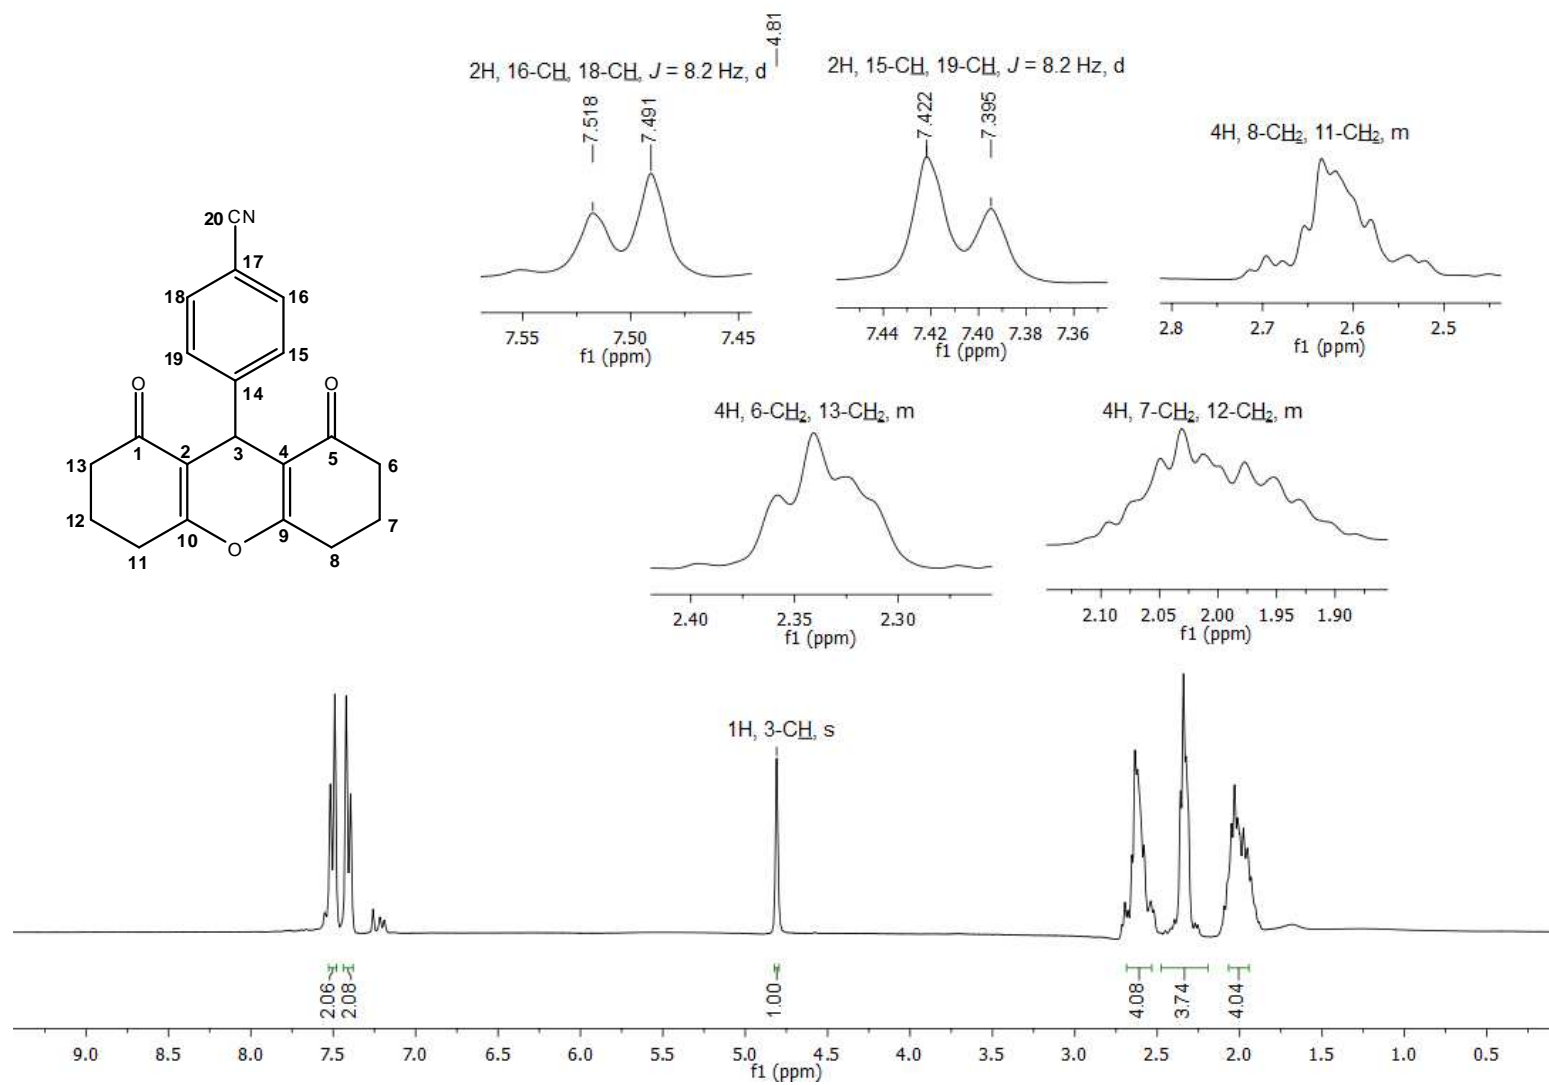 4.81
2H, 16-CH, 18-CH, J = 8.2 Hz, d
7.518
7.491
7.55 7.50 7.45
f1 (ppm)
2H, 15-CH, 19-CH, J = 8.2 Hz, d
7.422
7.395
7.44 7.42 7.40 7.38 7.36
f1 (ppm)
4H, 8-CH2, 11-CH2, m
2.8 2.7 2.6 2.5
f1 (ppm)
20 CN
17
18 16
19 15
14
O O
1 2 3 4 5
13 6
12 7
10 O 9
11 8
4H, 6-CH2, 13-CH2, m
2.40 2.35 2.30
f1 (ppm)
4H, 7-CH2, 12-CH2, m
2.10 2.05 2.00 1.95 1.90
f1 (ppm)
1H, 3-CH, s
2.06 2.08 1.00 4.08 3.74 4.04
9.0 8.5 8.0 7.5 7.0 6.5 6.0 5.5 5.0 4.5 4.0 3.5 3.0 2.5 2.0 1.5 1.0 0.5
f1 (ppm)